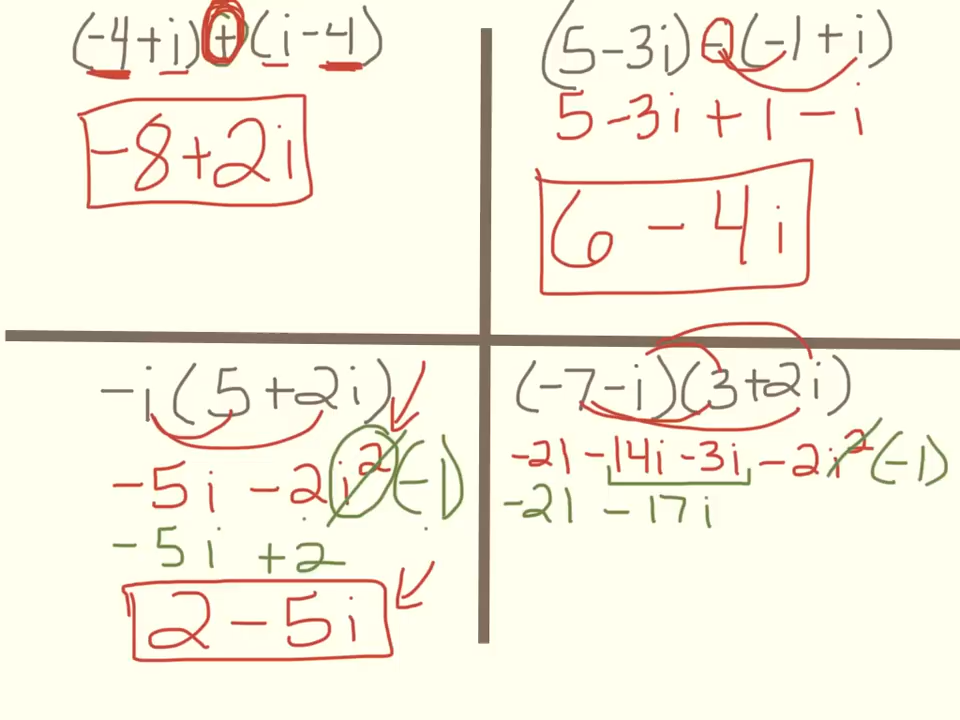 (-4+i)+(i-4)
-8+2i
(5-3i)-(-1+i)
5-3i+1-i
6-4i
-i(5+2i)
-5i-2i²(-1)
-5i+2
2-5i
(-7-i)(3+2i)
-21-14i-3i-2i²(-1)
-21-17i